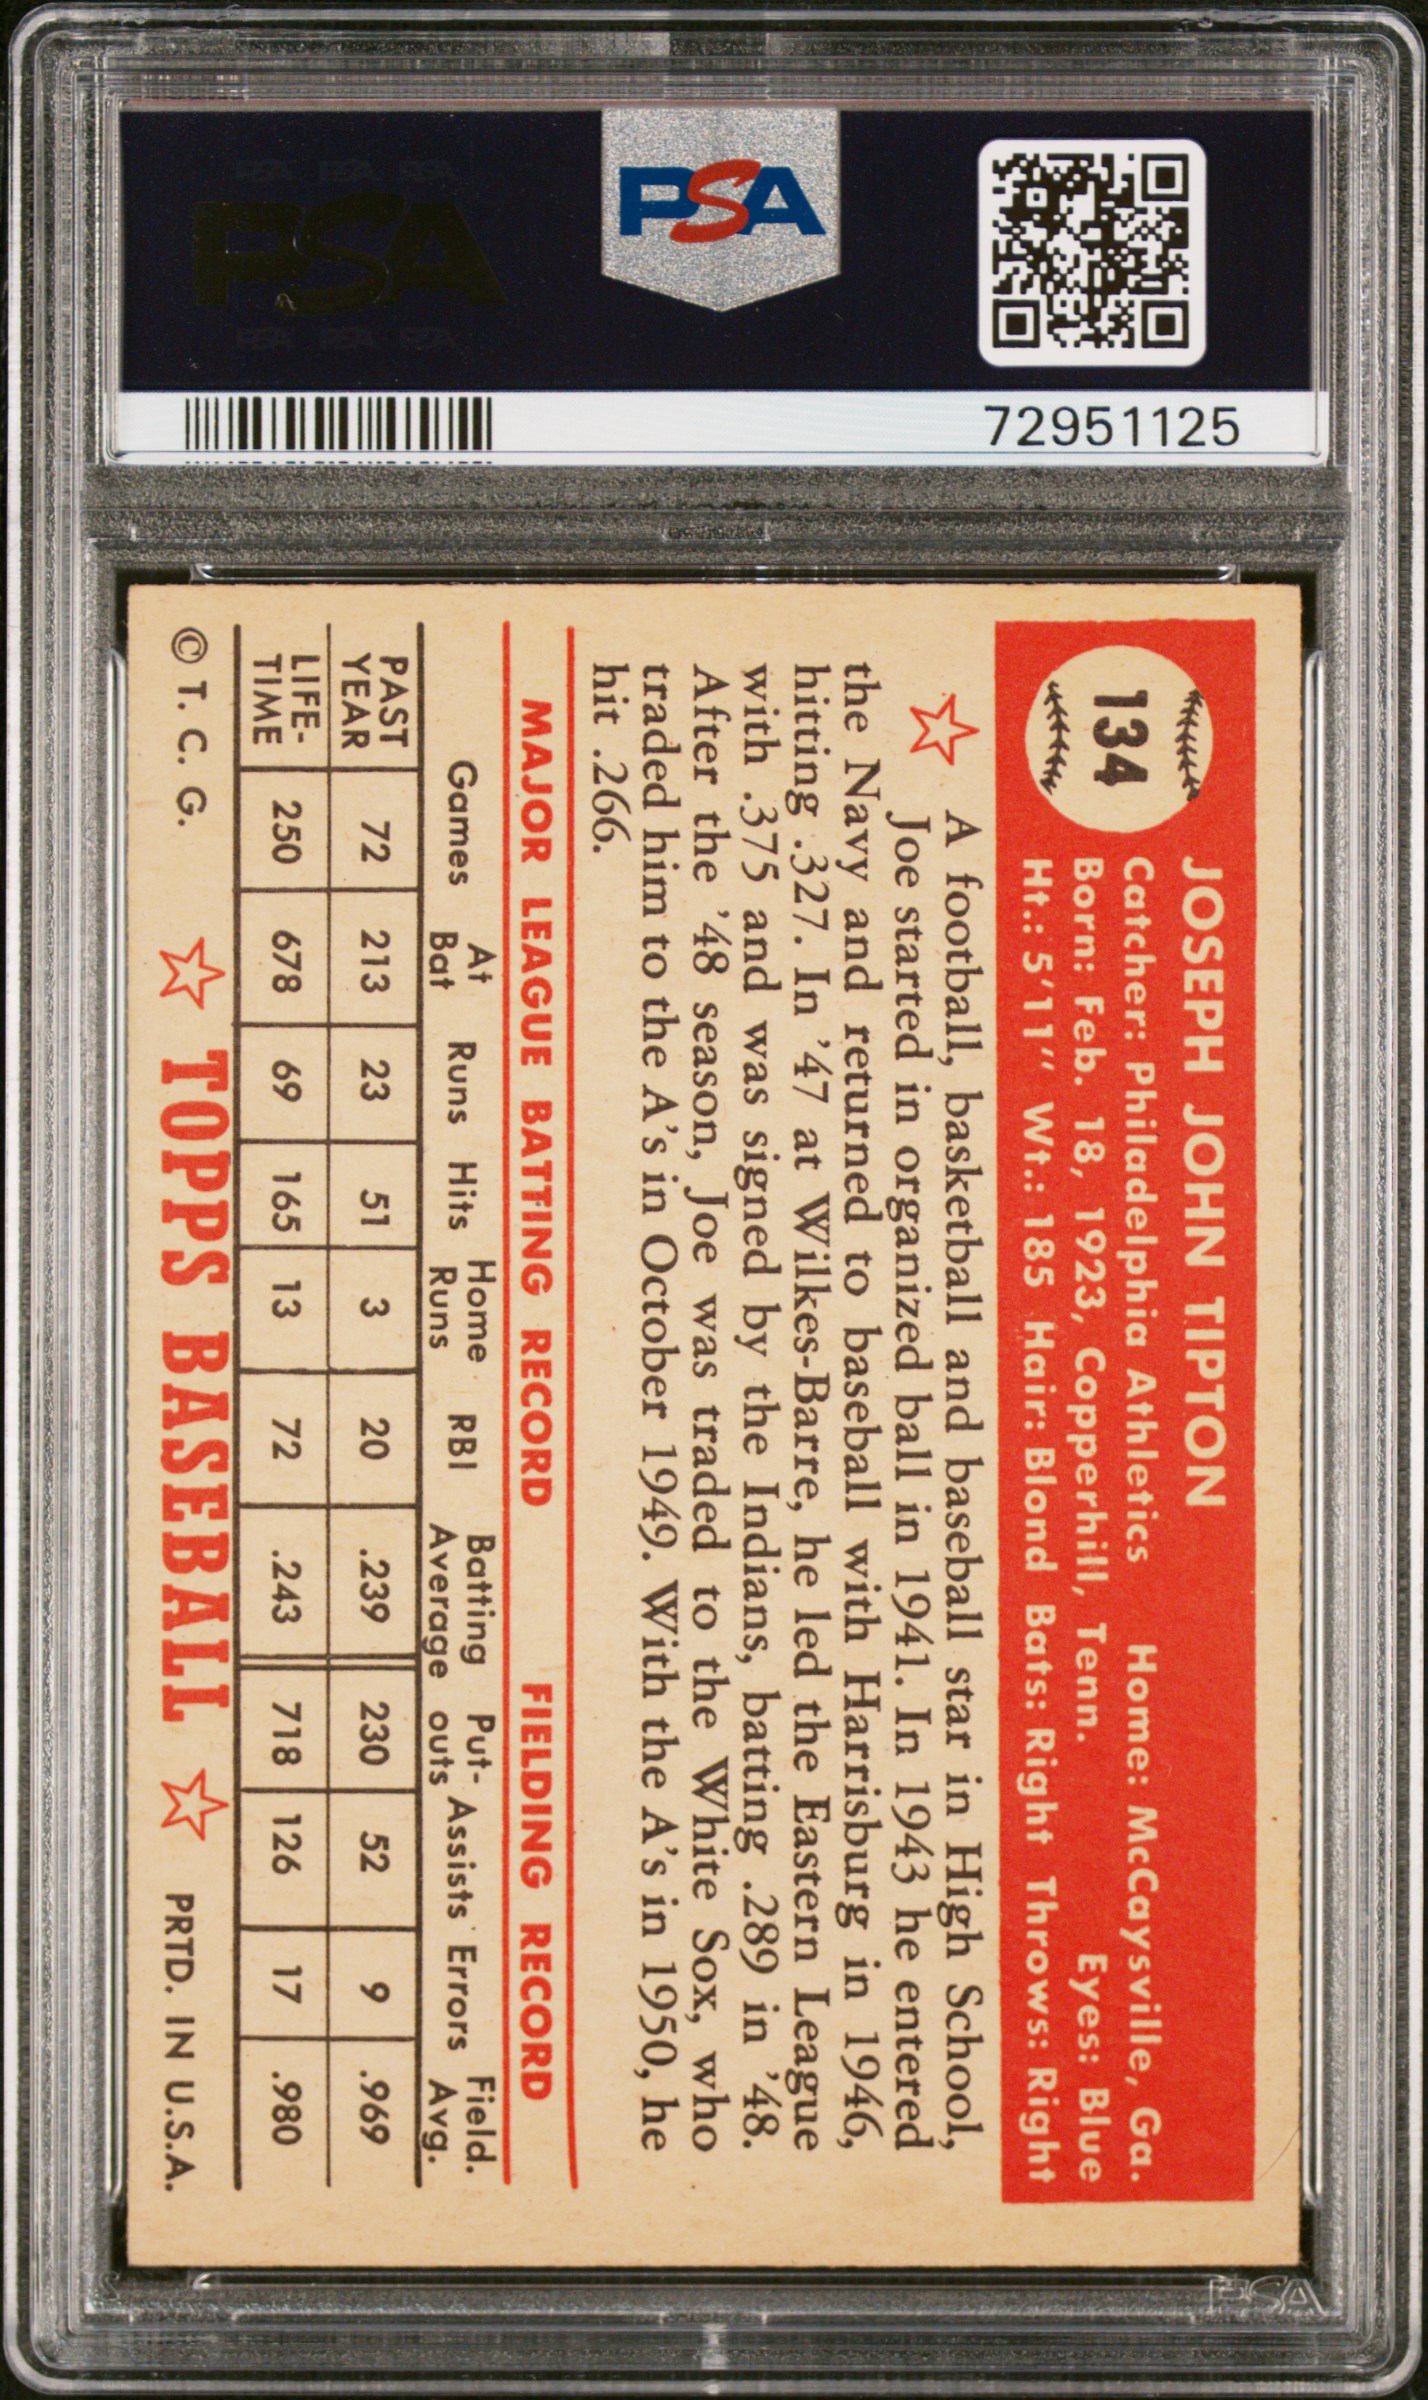 PSA PSA PSA
PSA
PSA PSA PSA
PSA
72951125
134
JOSEPH JOHN TIPTON
Catcher: Philadelphia Athletics Home: McCaysville, Ga.
Born: Feb. 18, 1923, Copperhill, Tenn. Eyes: Blue
Ht.: 5'11" Wt.: 185 Hair: Blond Bats: Right Throws: Right
A football, basketball and baseball star in High School,
Joe started in organized ball in 1941. In 1943 he entered
the Navy and returned to baseball with Harrisburg in 1946,
hitting .327. In '47 at Wilkes-Barre, he led the Eastern League
with .375 and was signed by the Indians, batting .289 in '48.
After the '48 season, Joe was traded to the White Sox, who
traded him to the A's in October 1949. With the A's in 1950, he
hit .266.
MAJOR LEAGUE BATTING RECORD FIELDING RECORD
Games At Bat Runs Hits Home Runs RBI Batting Average Put-outs Assists Errors Field. Avg.
PAST YEAR 72 213 23 51 3 20 .239 230 52 9 .969
LIFE-TIME 250 678 69 165 13 72 .243 718 126 17 .980
© T. C. G. ☆ TOPPS BASEBALL ☆ PRTD. IN U.S.A.
PSA